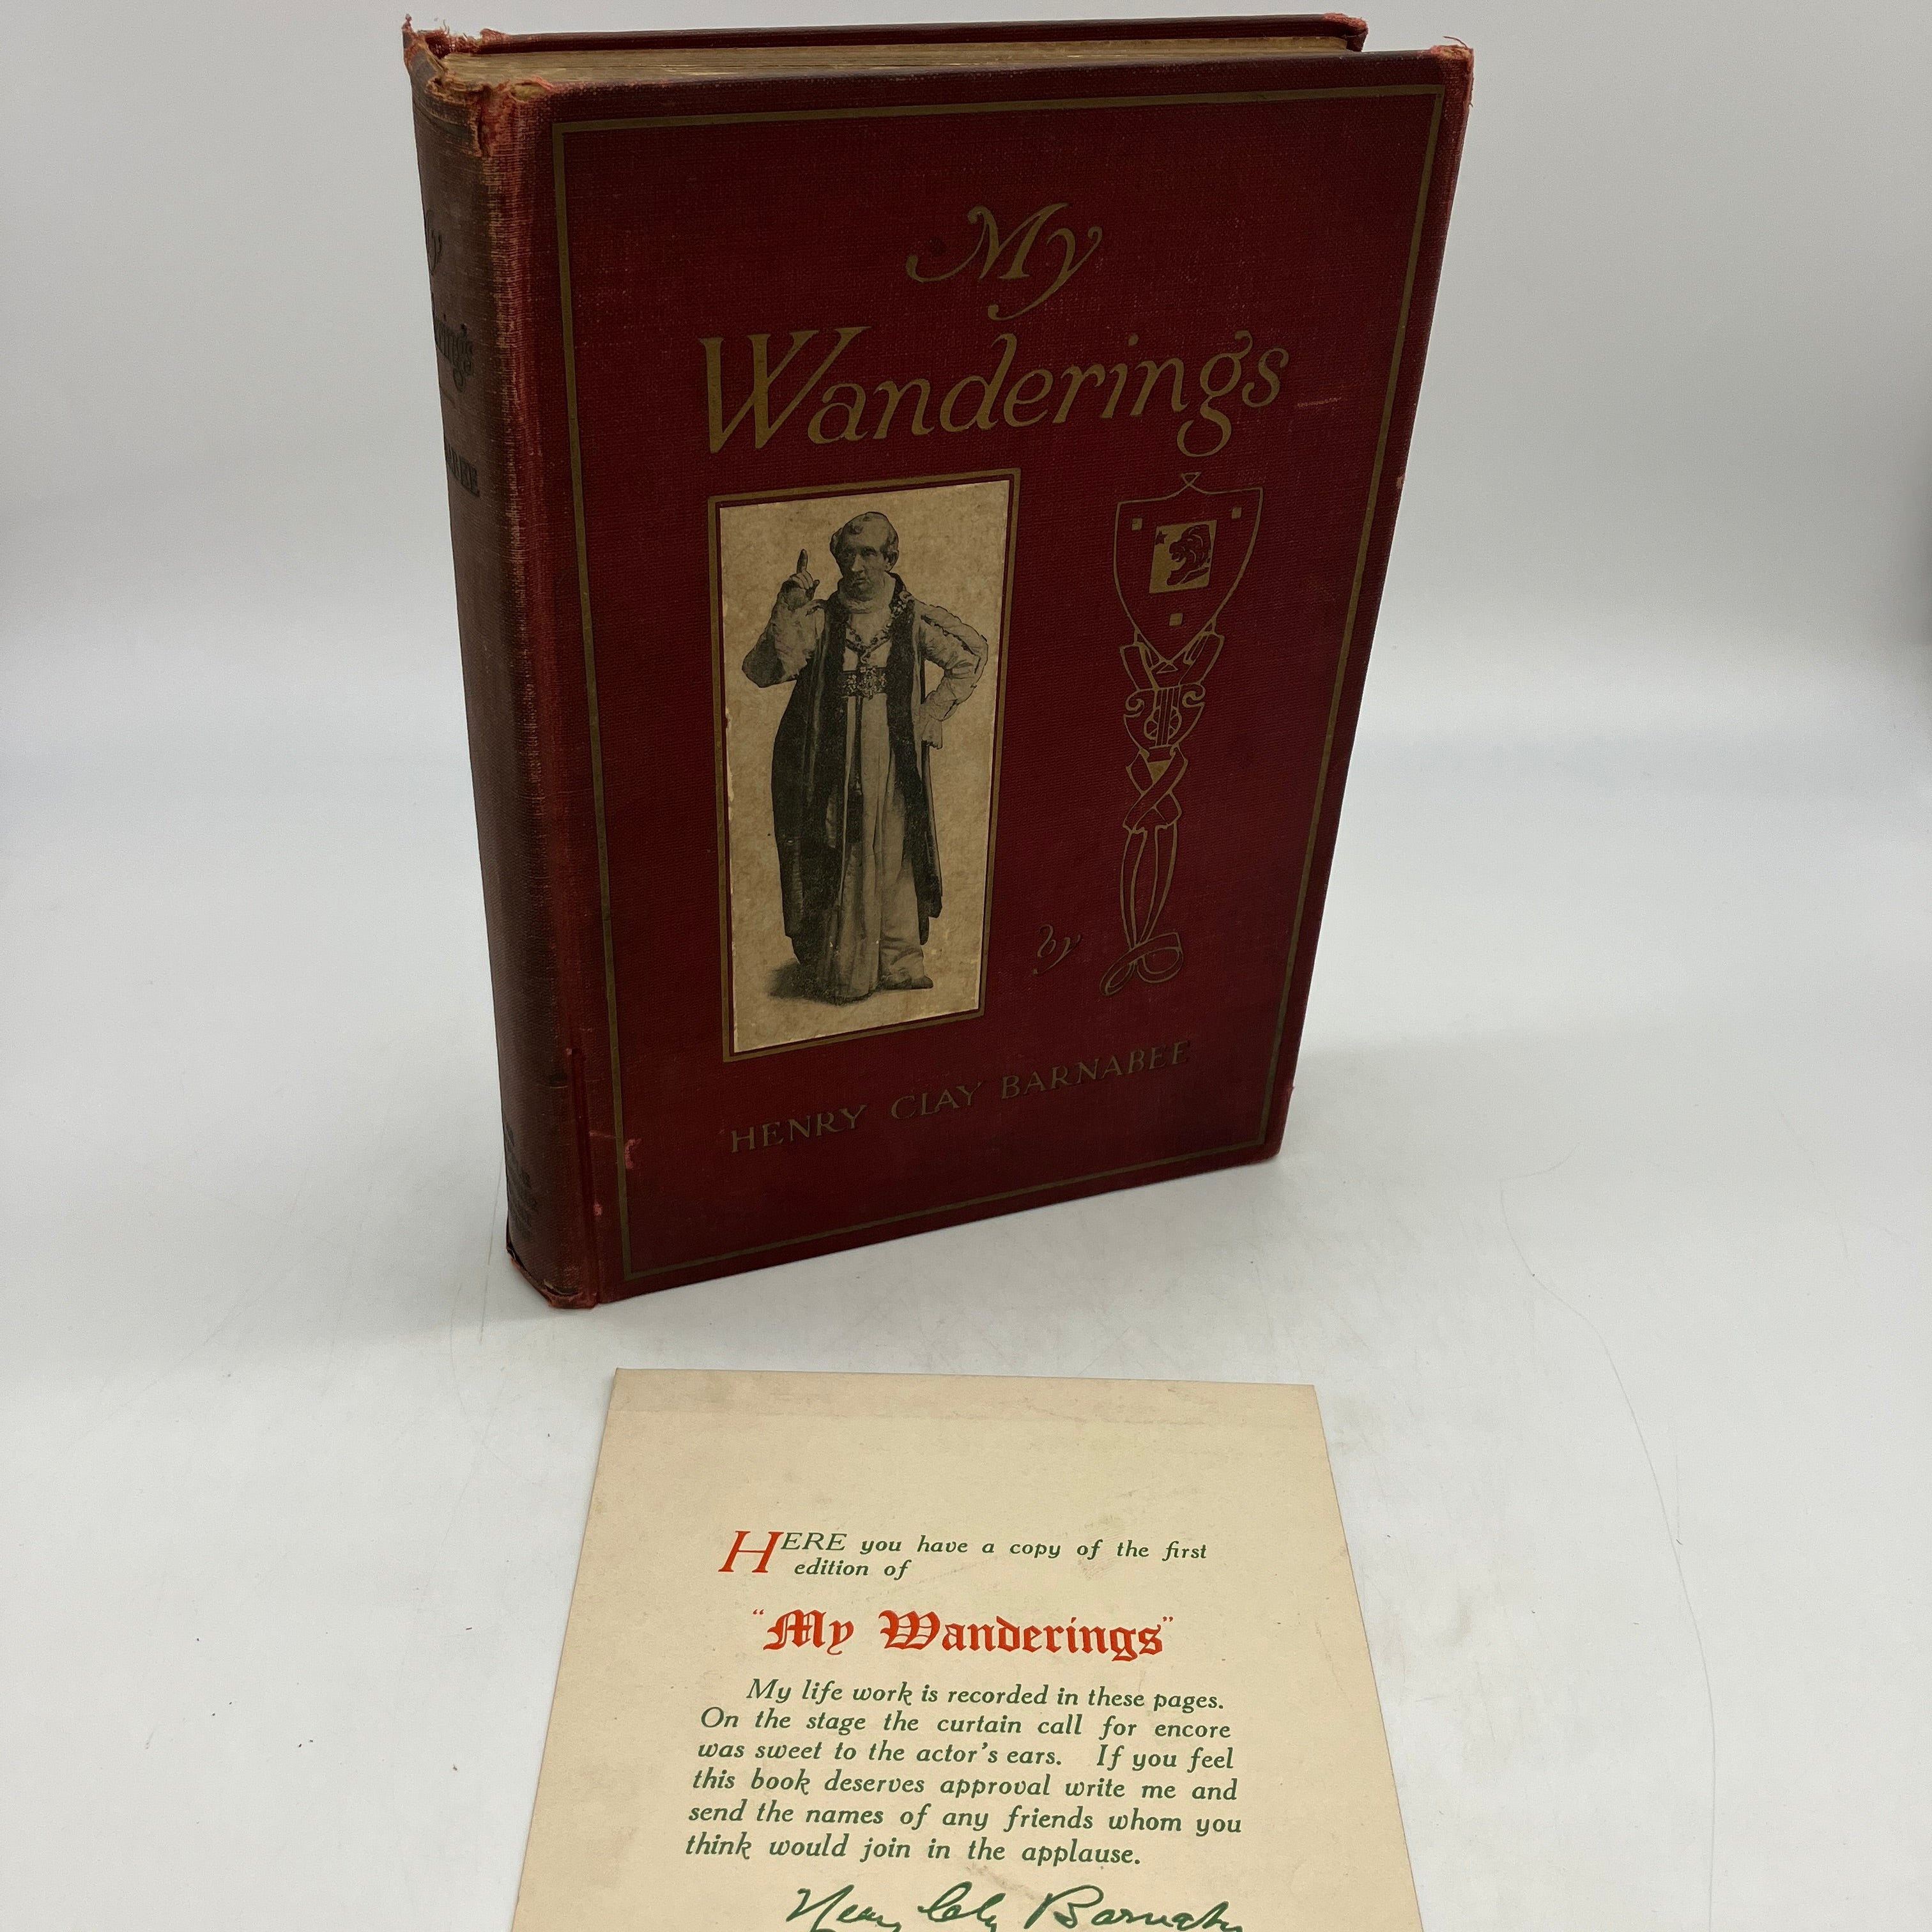 My
Wanderings
by
HENRY CLAY BARNABEE
HERE you have a copy of the first
edition of
"My Wanderings"
My life work is recorded in these pages.
On the stage the curtain call for encore
was sweet to the actor's ears. If you feel
this book deserves approval write me and
send the names of any friends whom you
think would join in the applause.
Henry Clay Barnabee